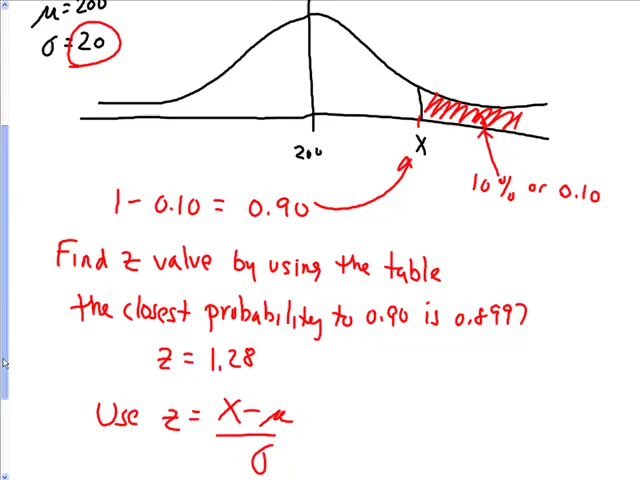 μ = 200
σ = 20
200
X
10% or 0.10
1 - 0.10 = 0.90
Find z value by using the table
the closest probability to 0.90 is 0.8997
z = 1.28
Use z = X - μ
σ